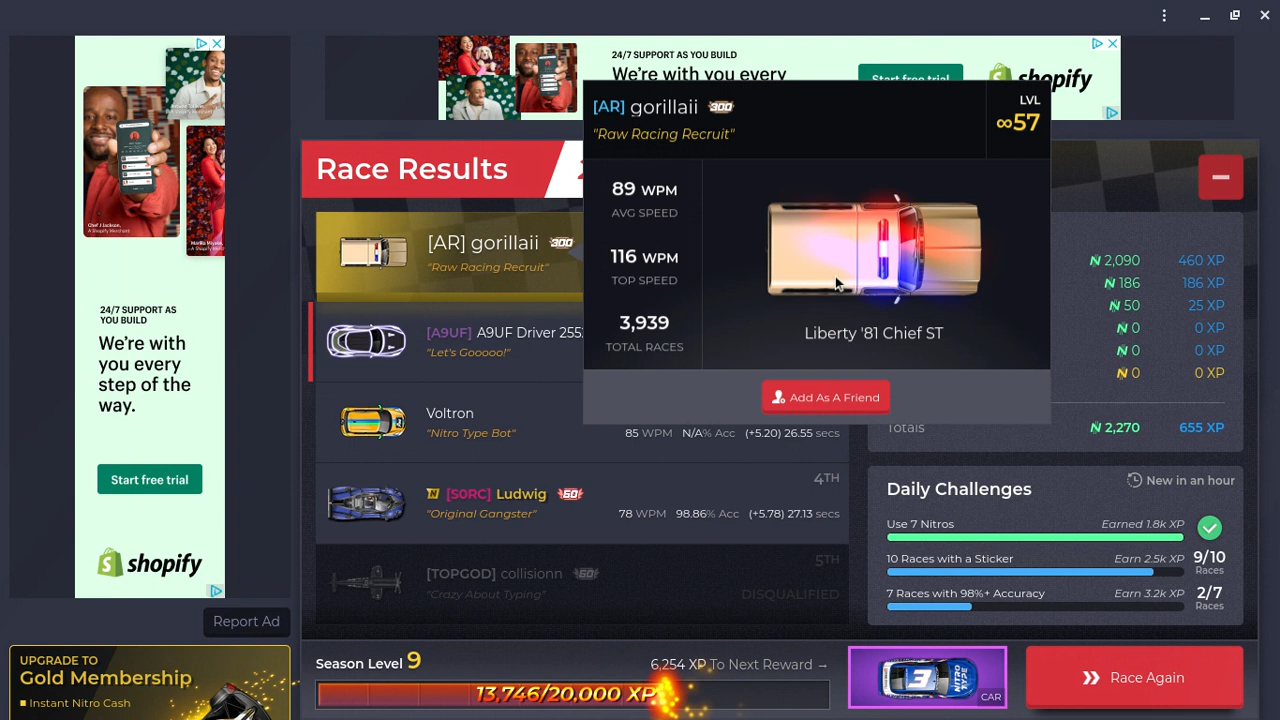 24/7 SUPPORT AS YOU BUILD
We're with you every
Start free trial
shopify
Chef J Jackson,
A Shopify Merchant
24/7 SUPPORT AS
YOU BUILD
We're with
you every
step of the
way.
Start free trial
shopify
Report Ad
UPGRADE TO
Gold Membership
■ Instant Nitro Cash
Race Results
[AR] gorillaii 300
"Raw Racing Recruit"
[A9UF] A9UF Driver 255
"Let's Gooooo!"
Voltron
"Nitro Type Bot"
85 WPM N/A% Acc (+5.20) 26.55 secs
4TH
N [S0RC] Ludwig 60!
"Original Gangster"
78 WPM 98.86% Acc (+5.78) 27.13 secs
5TH
[TOPGOD] collisionn 60!
"Crazy About Typing"
DISQUALIFIED
[AR] gorillaii 300
"Raw Racing Recruit"
LVL
∞57
89 WPM
AVG SPEED
116 WPM
TOP SPEED
3,939
TOTAL RACES
Liberty '81 Chief ST
Add As A Friend
N 2,090 460 XP
N 186 186 XP
N 50 25 XP
N 0 0 XP
N 0 0 XP
N 0 0 XP
Totals N 2,270 655 XP
Daily Challenges
New in an hour
Use 7 Nitros Earned 1.8k XP
10 Races with a Sticker Earn 2.5k XP 9/10
Races
7 Races with 98%+ Accuracy Earn 3.2k XP 2/7
Races
Season Level 9
6,254 XP To Next Reward →
13,746/20,000 XP
3
NITRO TYPE
CAR
Race Again